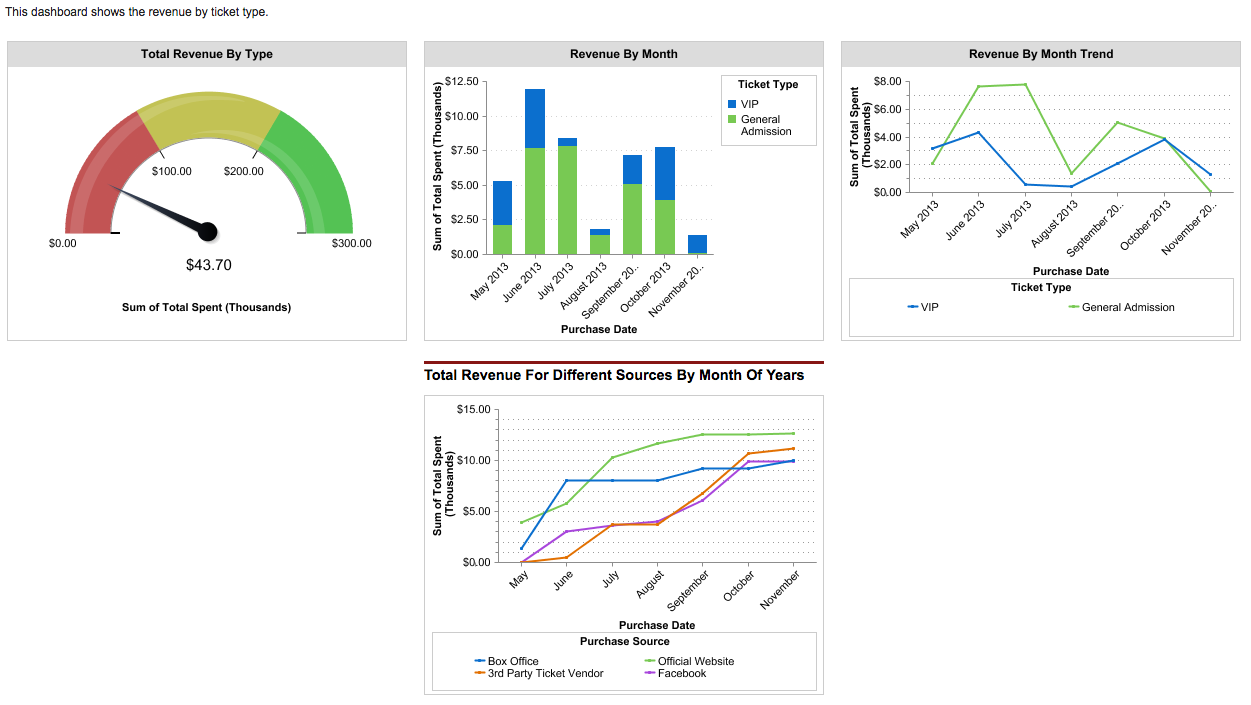 This dashboard shows the revenue by ticket type.
Total Revenue By Type
$100.00
$200.00
$0.00
$300.00
$43.70
Sum of Total Spent (Thousands)
Revenue By Month
Sum of Total Spent (Thousands)
$12.50
$10.00
$7.50
$5.00
$2.50
$0.00
May 2013
June 2013
July 2013
August 2013
September 20..
October 2013
November 20..
Purchase Date
Ticket Type
VIP
General
Admission
Revenue By Month Trend
Sum of Total Spent
(Thousands)
$8.00
$6.00
$4.00
$2.00
$0.00
May 2013
June 2013
July 2013
August 2013
September 20..
October 2013
November 20..
Purchase Date
Ticket Type
VIP
General Admission
Total Revenue For Different Sources By Month Of Years
Sum of Total Spent
(Thousands)
$15.00
$10.00
$5.00
$0.00
May
June
July
August
September
October
November
Purchase Date
Purchase Source
Box Office
Official Website
3rd Party Ticket Vendor
Facebook